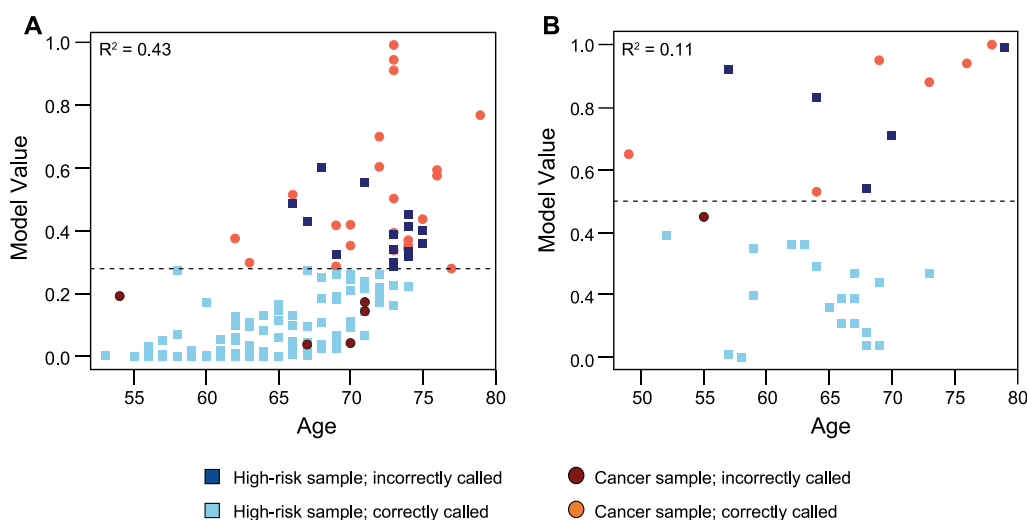 A
B
R² = 0.43
R² = 0.11
1.0
0.8
0.6
0.4
0.2
0.0
Model Value
55
60
65
70
75
80
Age
1.0
0.8
0.6
0.4
0.4
0.0
Model Value
50
55
60
65
70
75
80
Age
High-risk sample; incorrectly called
Cancer sample; incorrectly called
High-risk sample; correctly called
Cancer sample; correctly called